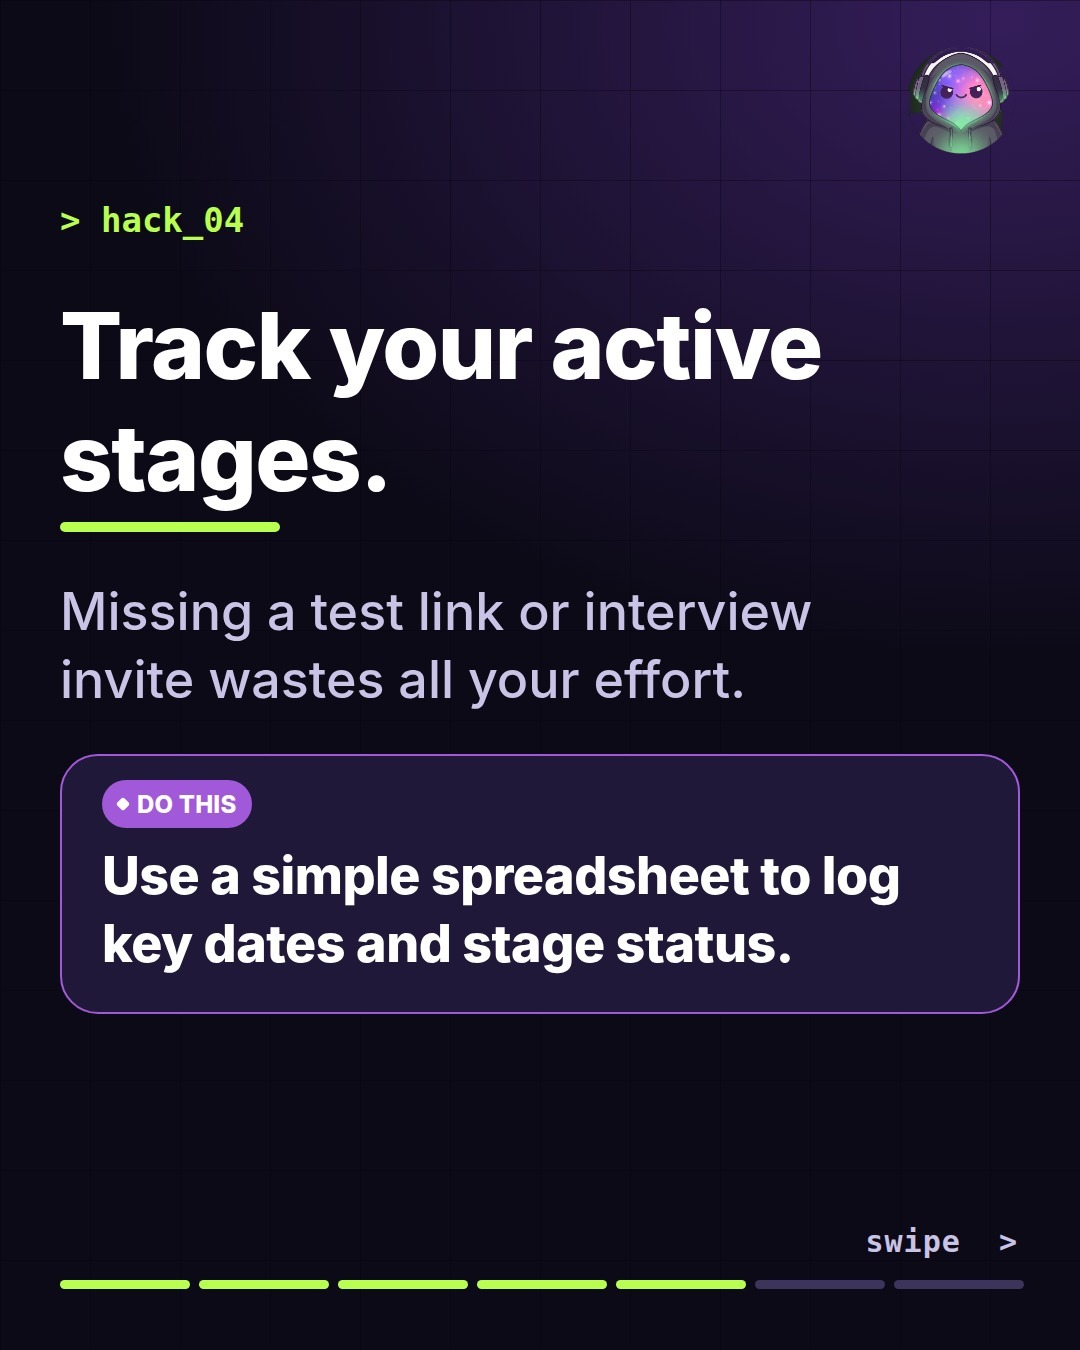 > hack_04
Track your active
stages.
Missing a test link or interview
invite wastes all your effort.
DO THIS
Use a simple spreadsheet to log
key dates and stage status.
swipe >